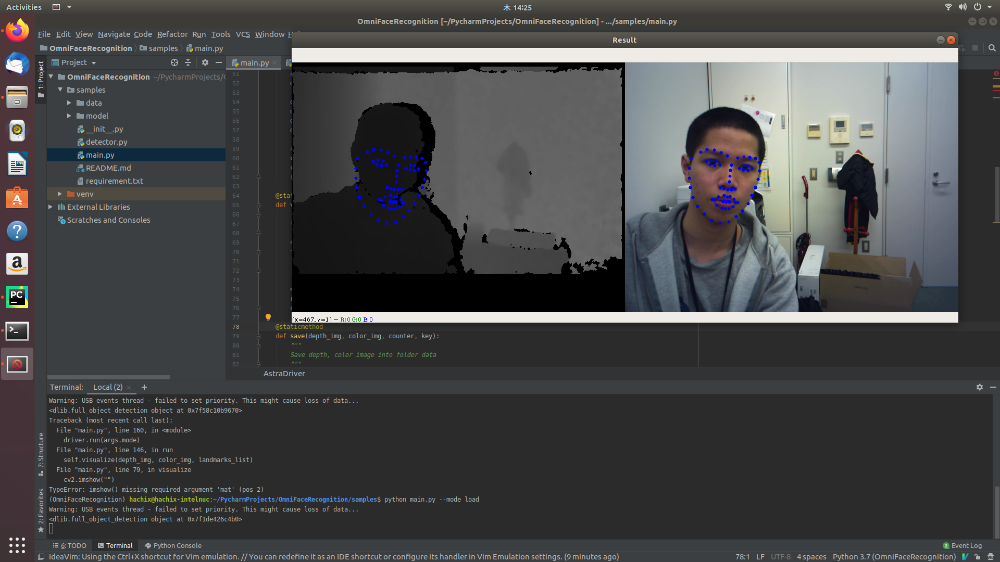 Activities
木 14:25
OmniFaceRecognition [~/PycharmProjects/OmniFaceRecognition] - .../samples/main.py
File Edit View Navigate Code Refactor Run Tools VCS Window
Result
OmniFaceRecognition samples main.py
Project
main.py
1: Project
OmniFaceRecognition ~/PycharmProjects/
samples
data
model
__init__.py
detector.py
main.py
README.md
requirement.txt
venv
External Libraries
Scratches and Consoles
51
52
53
54
55
56
57
58
59
60
61
62
63
64 @sta
65 def v
66
67
68
69 #
70
71
72
73
74 #
75
76
77
(x=467, y=1) ~ R:0 G:0 B:0
78 @staticmethod
79 def save(depth_img, color_img, counter, key):
80 """
81 Save depth, color image into folder data
82 """
AstraDriver
Terminal: Local (2) +
Warning: USB events thread - failed to set priority. This might cause loss of data...
<dlib.full_object_detection object at 0x7f58c10b9670>
Traceback (most recent call last):
File "main.py", line 160, in <module>
driver.run(args.mode)
File "main.py", line 146, in run
self.visualize(depth_img, color_img, landmarks_list)
File "main.py", line 79, in visualize
cv2.imshow("")
TypeError: imshow() missing required argument 'mat' (pos 2)
(OmniFaceRecognition) hachix@hachix-intelnuc:~/PycharmProjects/OmniFaceRecognition/samples$ python main.py --mode load
Warning: USB events thread - failed to set priority. This might cause loss of data...
<dlib.full_object_detection object at 0x7f1de426c4b0>
7: Structure
2: Favorites
6: TODO Terminal Python Console
2 Event Log
IdeaVim: Using the Ctrl+X shortcut for Vim emulation. // You can redefine it as an IDE shortcut or configure its handler in Vim Emulation settings. (9 minutes ago)
78:1 LF UTF-8 4 spaces Python 3.7 (OmniFaceRecognition)